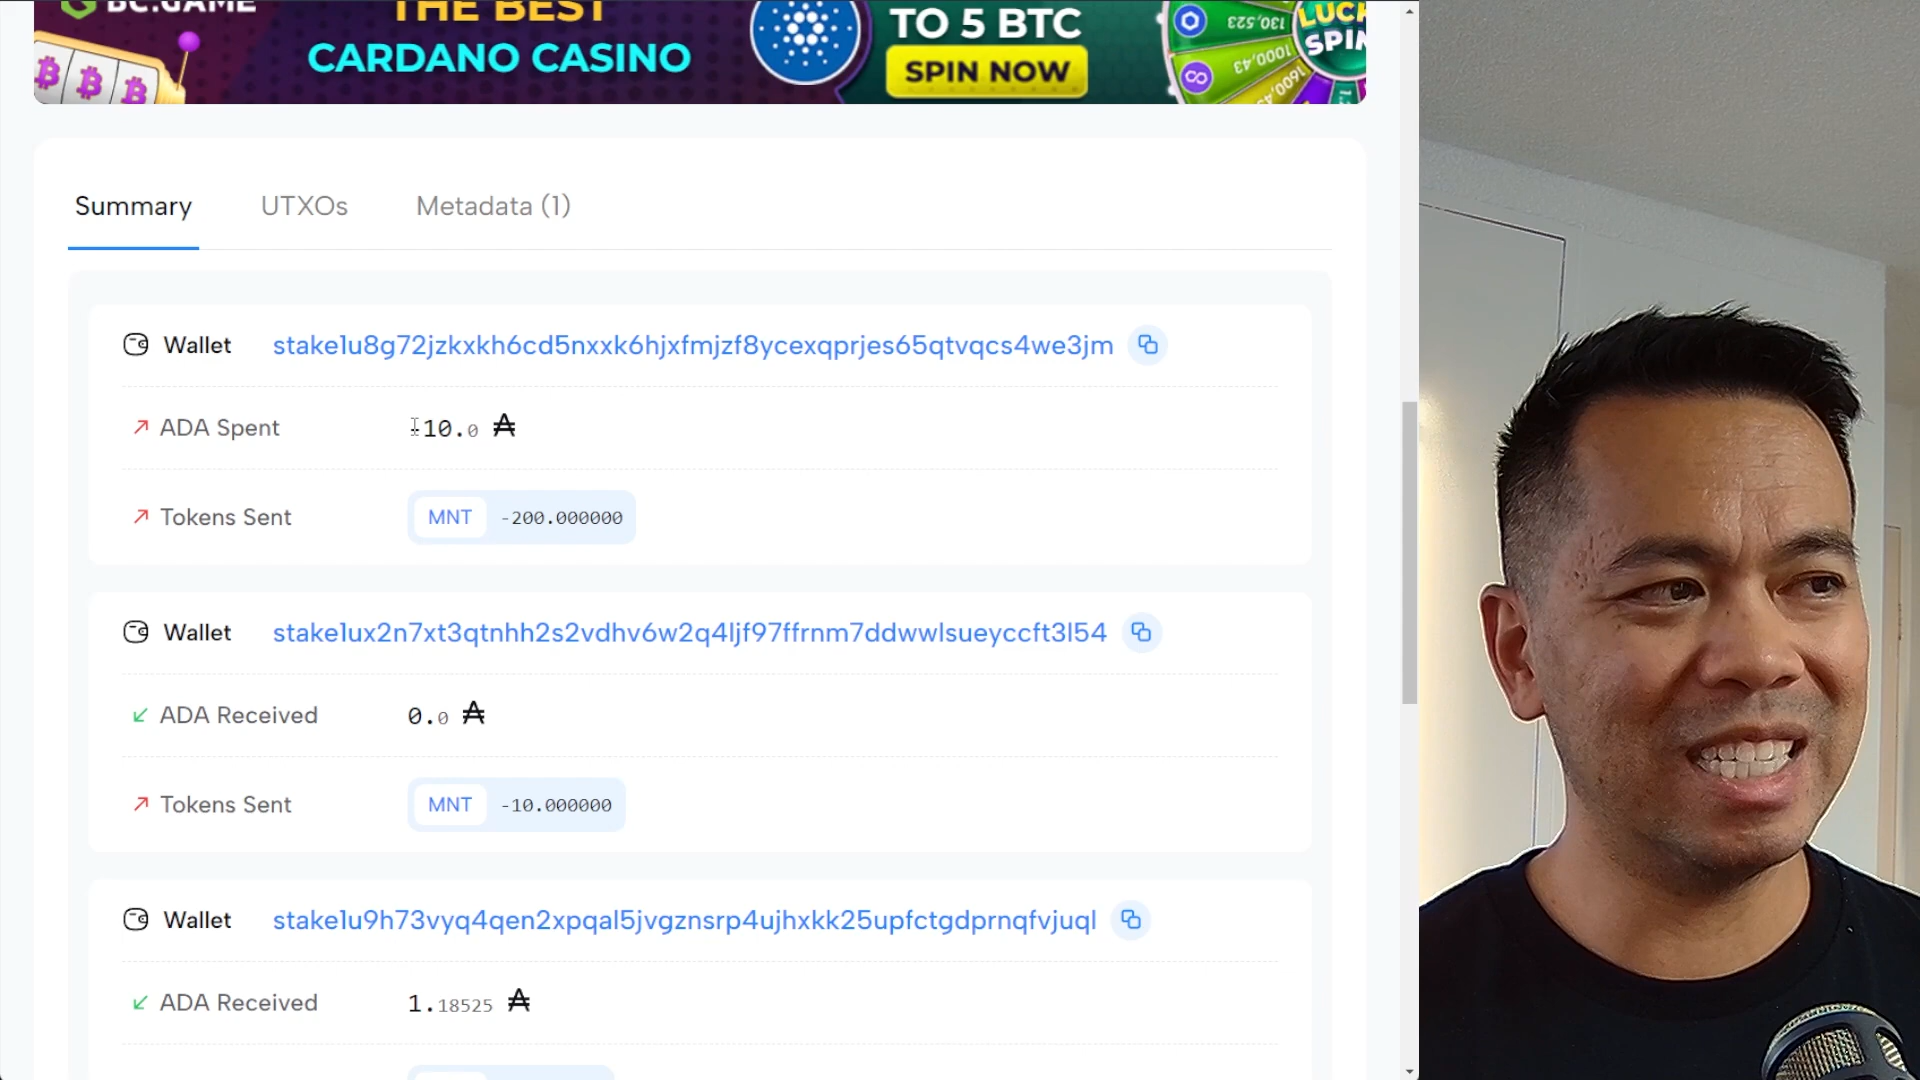 BC.GAME
THE BEST
CARDANO CASINO
TO 5 BTC
SPIN NOW
LUCKY
SPIN
Summary
UTXOs
Metadata (1)
Wallet
stake1u8g72jzkxkh6cd5nxxk6hjxfmjzf8ycexqprjes65qtvqcs4we3jm
ADA Spent
-10.0 ₳
Tokens Sent
MNT -200.000000
Wallet
stake1ux2n7xt3qtnhh2s2vdhv6w2q4ljf97ffrnm7ddwwlsueyccft3l54
ADA Received
0.0 ₳
Tokens Sent
MNT -10.000000
Wallet
stake1u9h73vyq4qen2xpqal5jvgznsrp4ujhxkk25upfctgdprnqfvjuql
ADA Received
1.18525 ₳